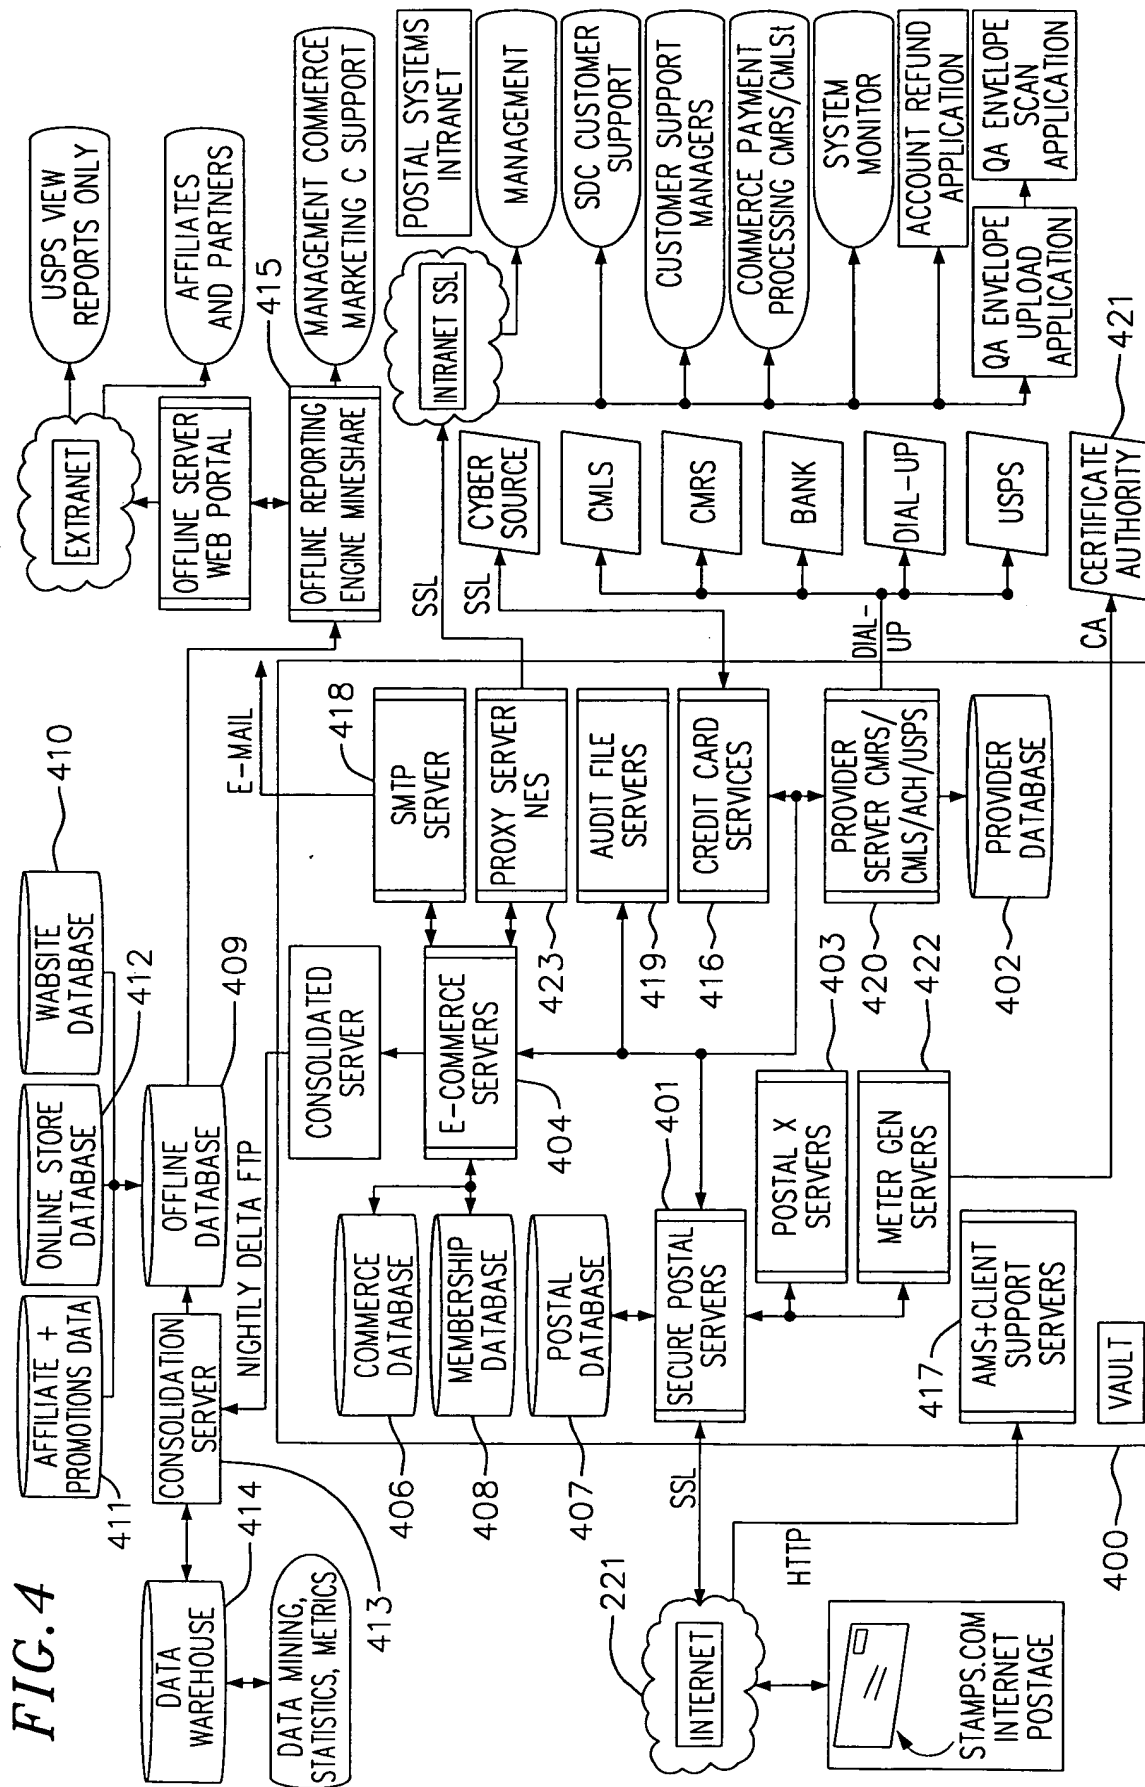 FIG.4
AFFILIATE +
PROMOTIONS DATA
411
ONLINE STORE
DATABASE
412
WABSITE
DATABASE
410
EXTRANET
USPS VIEW
REPORTS ONLY
DATA
WAREHOUSE
414
CONSOLIDATION
SERVER
413
OFFLINE
DATABASE
409
OFFLINE SERVER
WEB PORTAL
AFFILIATES
AND PARTNERS
DATA MINING,
STATISTICS, METRICS
NIGHTLY DELTA FTP
E-MAIL
OFFLINE REPORTING
ENGINE MINESHARE
415
MANAGEMENT COMMERCE
MARKETING C SUPPORT
CONSOLIDATED
SERVER
COMMERCE
DATABASE
406
MEMBERSHIP
DATABASE
408
E-COMMERCE
SERVERS
404
SMTP
SERVER
418
PROXY SERVER
NES
423
SSL
INTRANET SSL
POSTAL SYSTEMS
INTRANET
MANAGEMENT
POSTAL
DATABASE
407
AUDIT FILE
SERVERS
419
SSL
CYBER
SOURCE
CMLS
SDC CUSTOMER
SUPPORT
221
INTERNET
SSL
HTTP
SECURE POSTAL
SERVERS
401
CREDIT CARD
SERVICES
416
CMRS
CUSTOMER SUPPORT
MANAGERS
BANK
COMMERCE PAYMENT
PROCESSING CMRS/CMLSt
POSTAL X
SERVERS
403
PROVIDER
SERVER CMRS/
CMLS/ACH/USPS
420
DIAL-
UP
DIAL-UP
SYSTEM
MONITOR
METER GEN
SERVERS
422
USPS
ACCOUNT REFUND
APPLICATION
STAMPS.COM
INTERNET
POSTAGE
417
AMS+CLIENT
SUPPORT
SERVERS
PROVIDER
DATABASE
402
QA ENVELOPE
UPLOAD
APPLICATION
QA ENVELOPE
SCAN
APPLICATION
400
VAULT
CA
CERTIFICATE
AUTHORITY
421